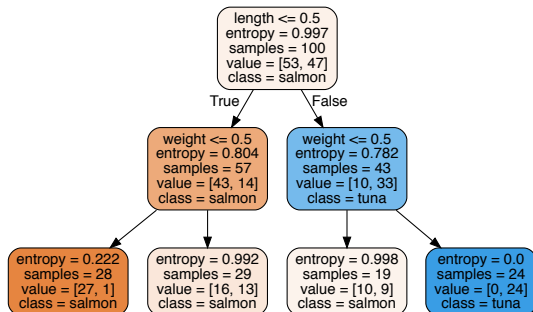 length <= 0.5
entropy = 0.997
samples = 100
value = [53, 47]
class = salmon
True
False
weight <= 0.5
entropy = 0.804
samples = 57
value = [43, 14]
class = salmon
weight <= 0.5
entropy = 0.782
samples = 43
value = [10, 33]
class = tuna
entropy = 0.222
samples = 28
value = [27, 1]
class = salmon
entropy = 0.992
samples = 29
value = [16, 13]
class = salmon
entropy = 0.998
samples = 19
value = [10, 9]
class = salmon
entropy = 0.0
samples = 24
value = [0, 24]
class = tuna